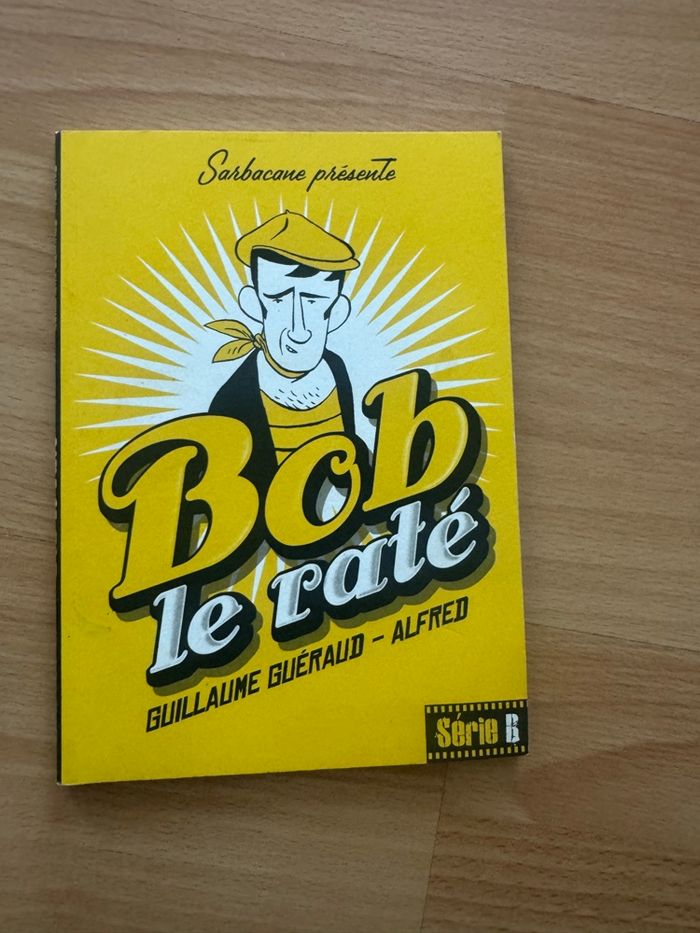 Sarbacane présente
Bob
le raté
GUILLAUME GUÉRAUD - ALFRED
Série B